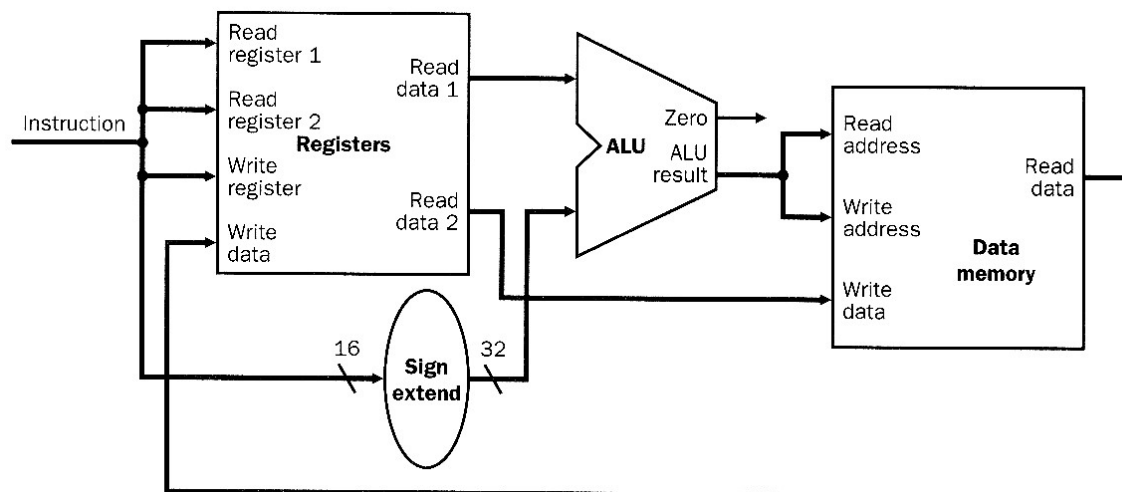 Instruction
Read
register 1
Read
register 2
Write
register
Write
data
Registers
Read
data 1
Read
data 2
16
Sign
extend
32
ALU
Zero
ALU
result
Read
address
Write
address
Write
data
Read
data
Data
memory